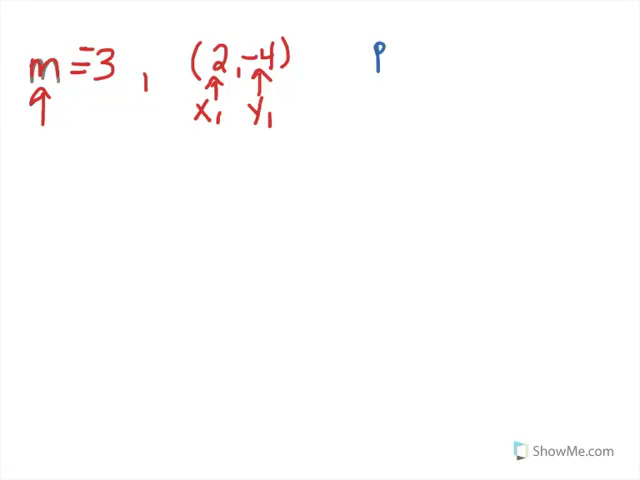 m = -3, (2, -4) P
x₁ y₁
ShowMe.com